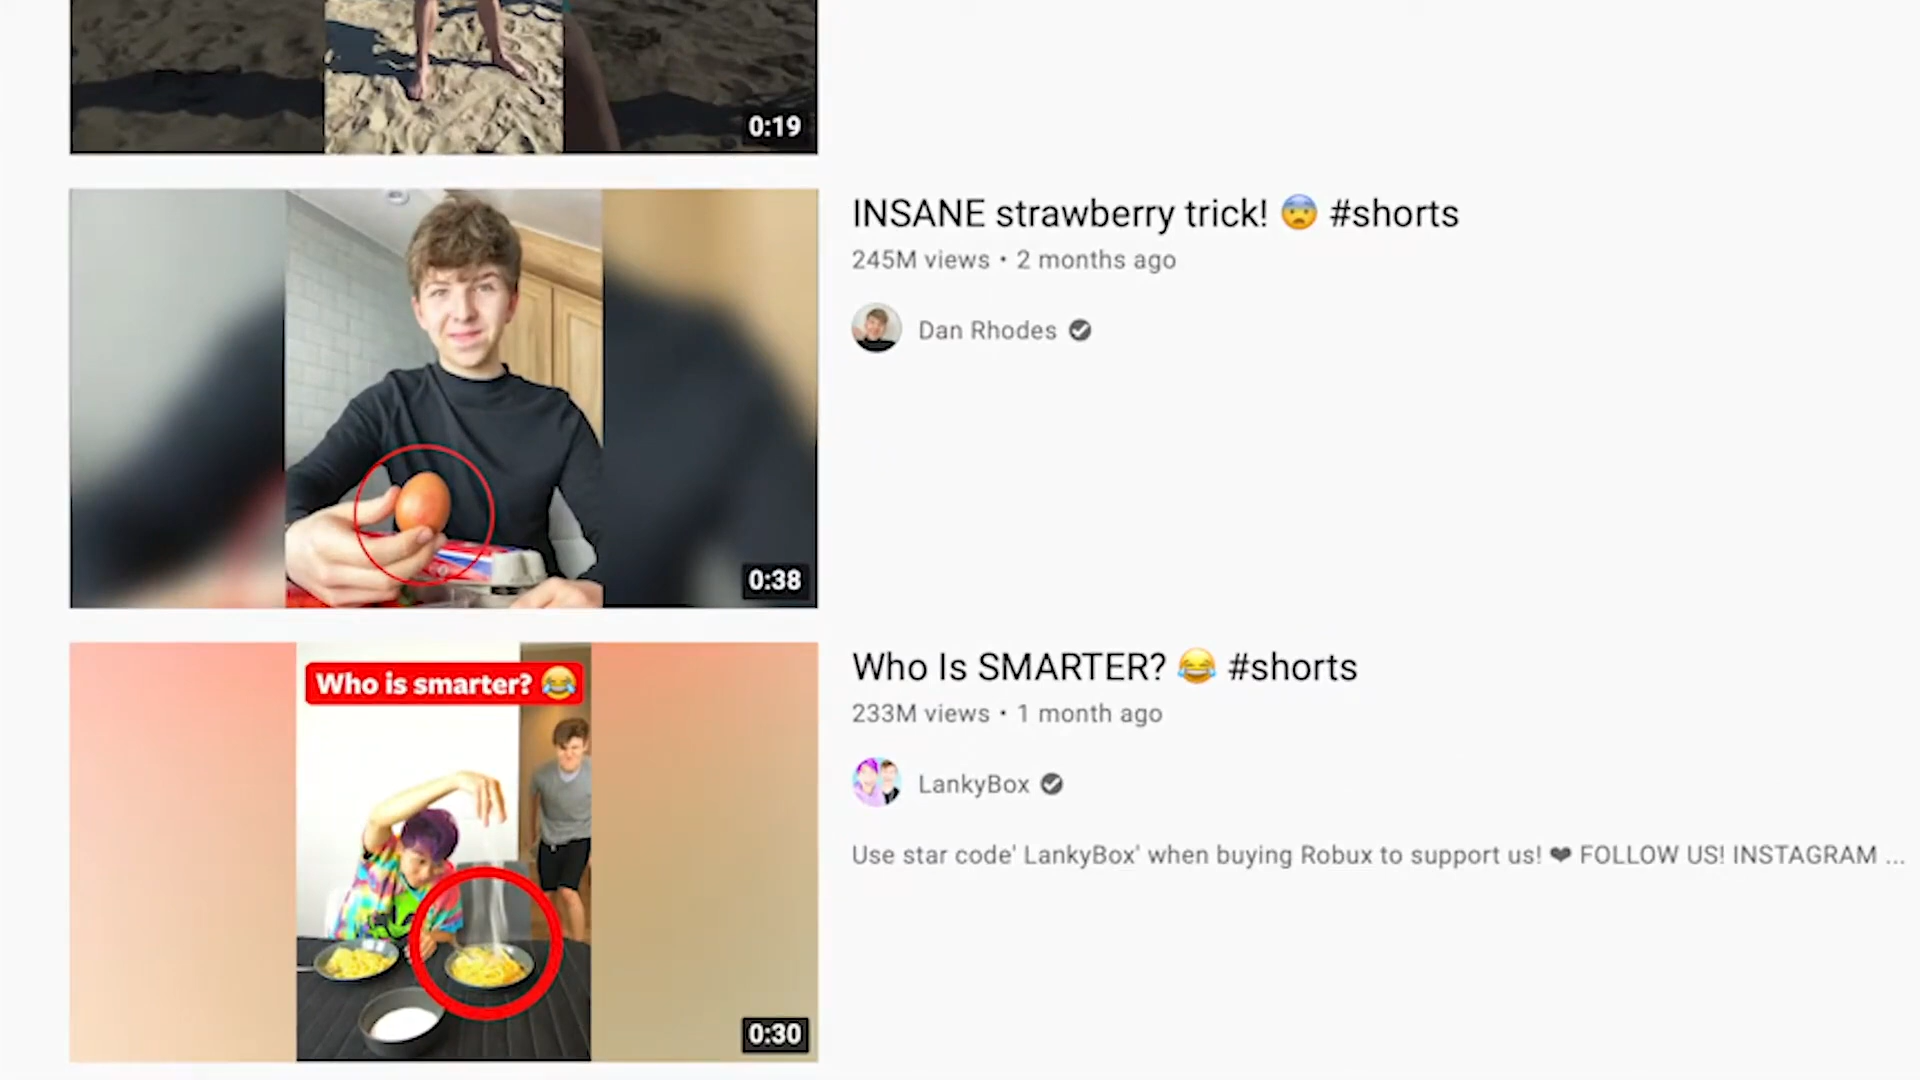 0:19
INSANE strawberry trick! 😨 #shorts
245M views • 2 months ago
Dan Rhodes
0:38
Who is smarter? 😂
Who Is SMARTER? 😂 #shorts
233M views • 1 month ago
LankyBox
Use star code' LankyBox' when buying Robux to support us! ❤ FOLLOW US! INSTAGRAM ...
0:30